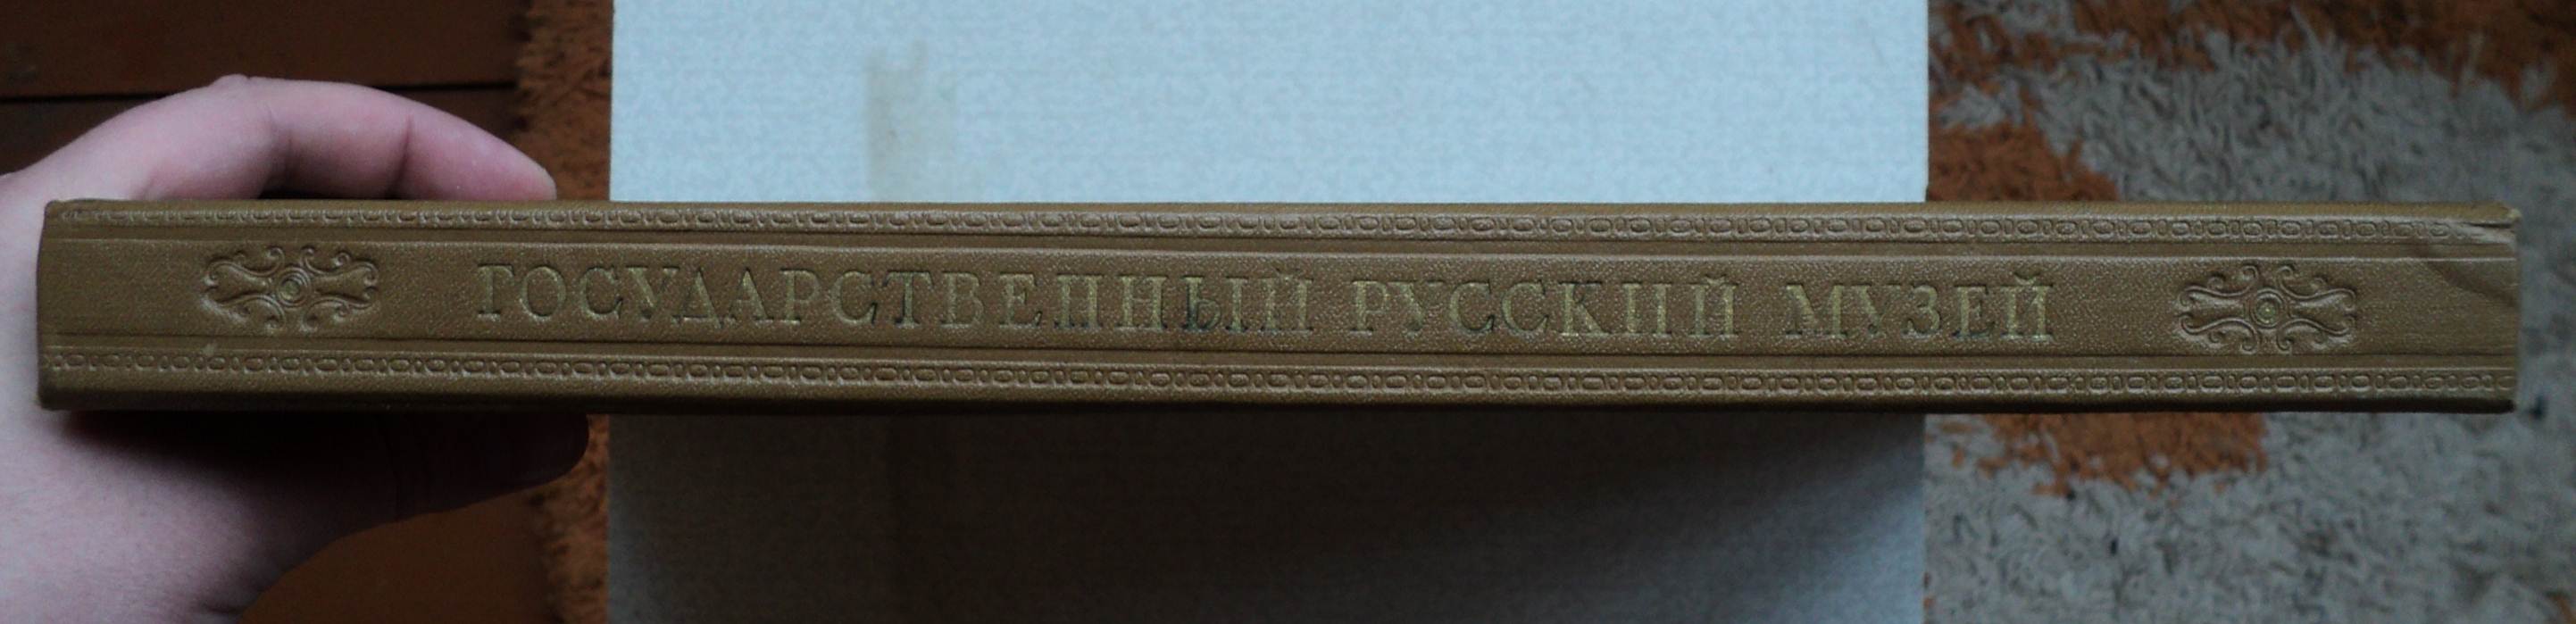 ГОСУДАРСТВЕННЫЙ РУССКИЙ МУЗЕЙ